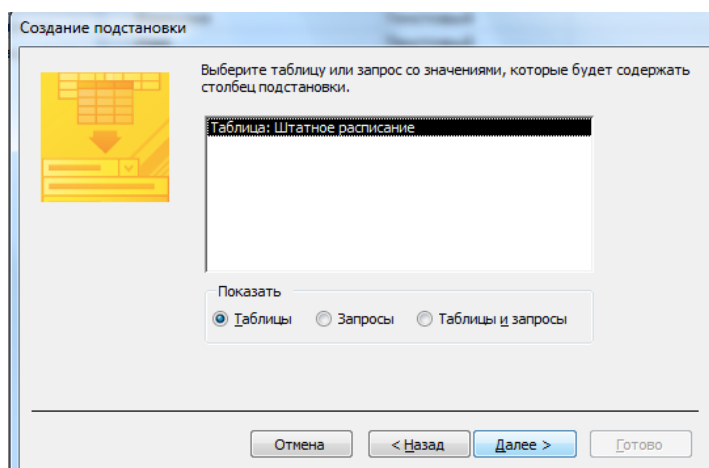 Создание подстановки
Выберите таблицу или запрос со значениями, которые будет содержать
столбец подстановки.
Таблица: Штатное расписание
Показать
Таблицы Запросы Таблицы и запросы
Отмена < Назад Далее > Готово